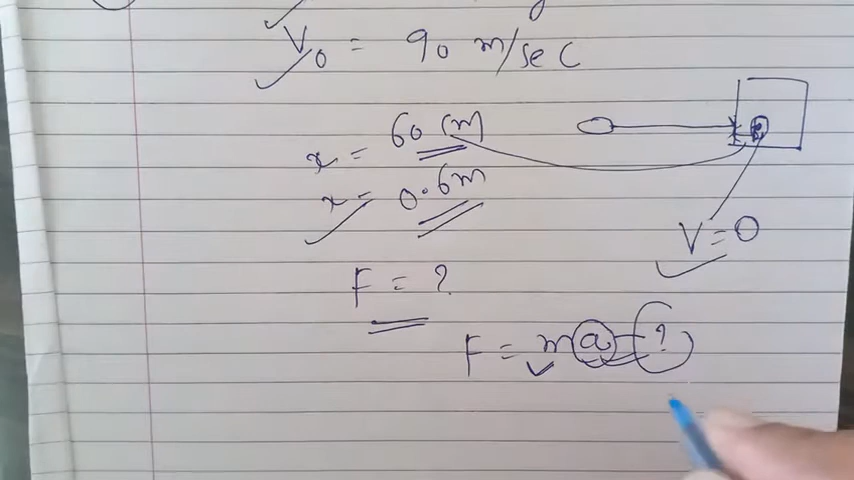 V₀ = 90 m/sec
x = 60 cm
x = 0.6m
V = 0
F = ?
F = ma ?